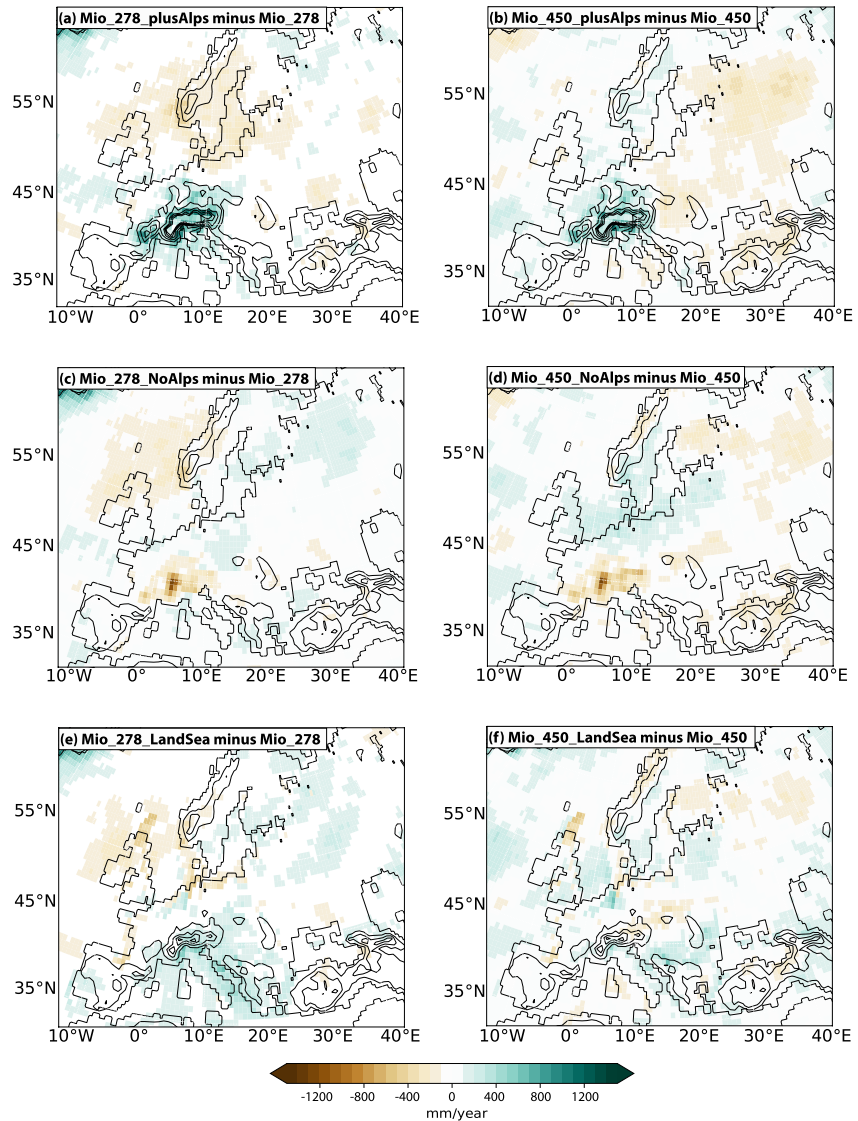 (a) Mio_278_plusAlps minus Mio_278
(b) Mio_450_plusAlps minus Mio_450
55°N
45°N
35°N
55°N
45°N
35°N
10°W 0° 10°E 20°E 30°E 40°E
10°W 0° 10°E 20°E 30°E 40°E
(c) Mio_278_NoAlps minus Mio_278
(d) Mio_450_NoAlps minus Mio_450
55°N
45°N
35°N
55°N
45°N
35°N
10°W 0° 10°E 20°E 30°E 40°E
10°W 0° 10°E 20°E 30°E 40°E
(e) Mio_278_LandSea minus Mio_278
(f) Mio_450_LandSea minus Mio_450
55°N
45°N
35°N
55°N
45°N
35°N
10°W 0° 10°E 20°E 30°E 40°E
10°W 0° 10°E 20°E 30°E 40°E
-1200 -800 -400 0 400 800 1200
mm/year